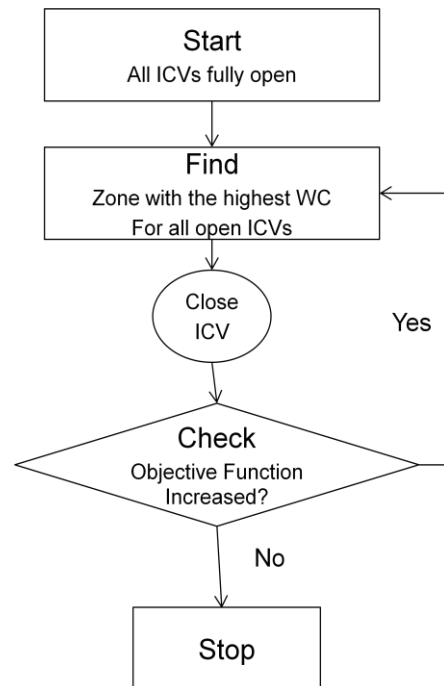 Start
All ICVs fully open
Find
Zone with the highest WC
For all open ICVs
Close
ICV
Yes
Check
Objective Function
Increased?
No
Stop